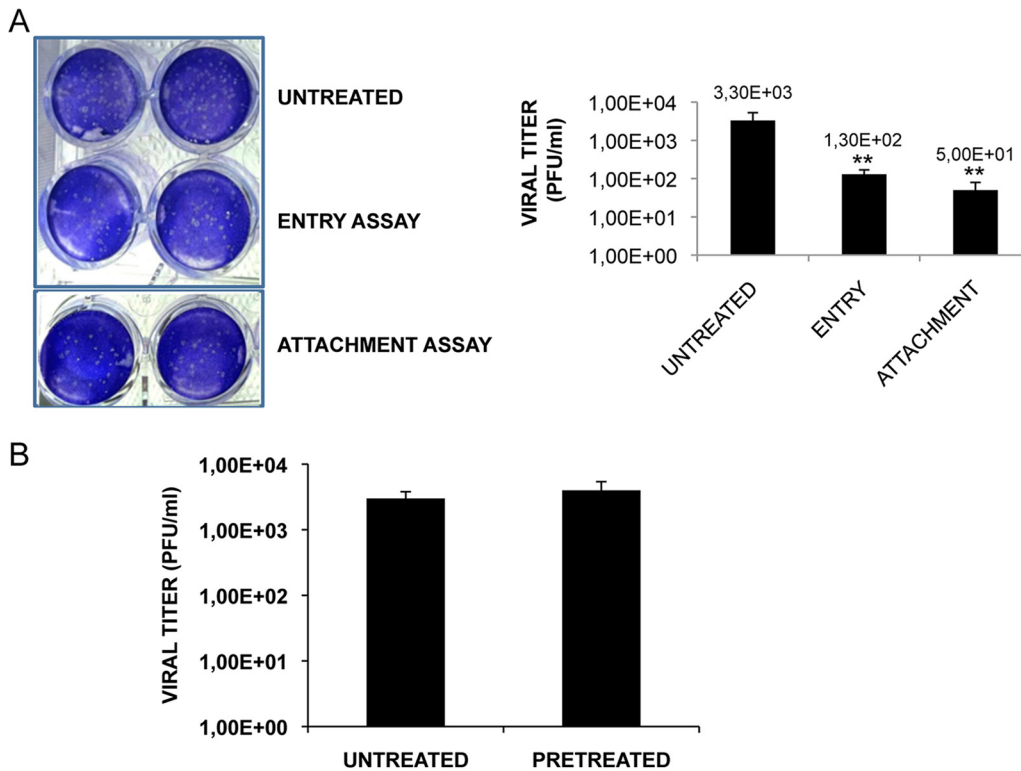 A
UNTREATED
ENTRY ASSAY
ATTACHMENT ASSAY
VIRAL TITER
(PFU/ml)
1,00E+04
1,00E+03
1,00E+02
1,00E+01
1,00E+00
3,30E+03
1,30E+02
**
5,00E+01
**
UNTREATED
ENTRY
ATTACHMENT
B
VIRAL TITER (PFU/ml)
1,00E+04
1,00E+03
1,00E+02
1,00E+01
1,00E+00
UNTREATED
PRETREATED